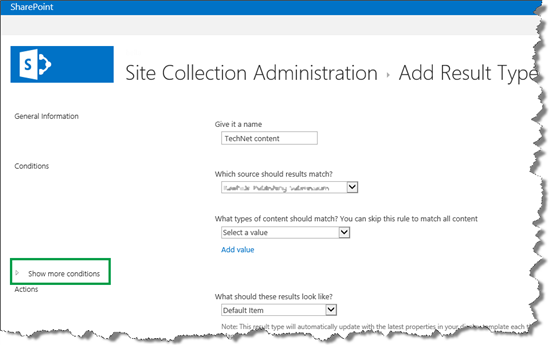 SharePoint
S
Site Collection Administration ▸ Add Result Type
General Information
Give it a name
TechNet content
Conditions
Which source should results match?
What types of content should match? You can skip this rule to match all content
Select a value
Add value
Show more conditions
Actions
What should these results look like?
Default Item
Note: This result type will automatically update with the latest properties in your display template each